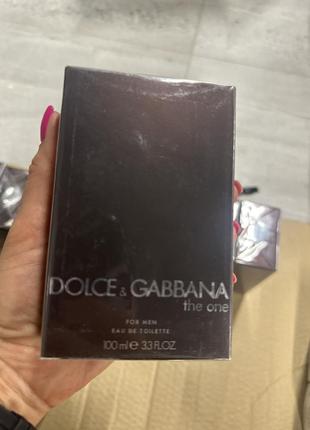 DOLCE & GABBANA
the one
FOR MEN
EAU DE TOILETTE
100 ml e 3.3 FL.OZ.